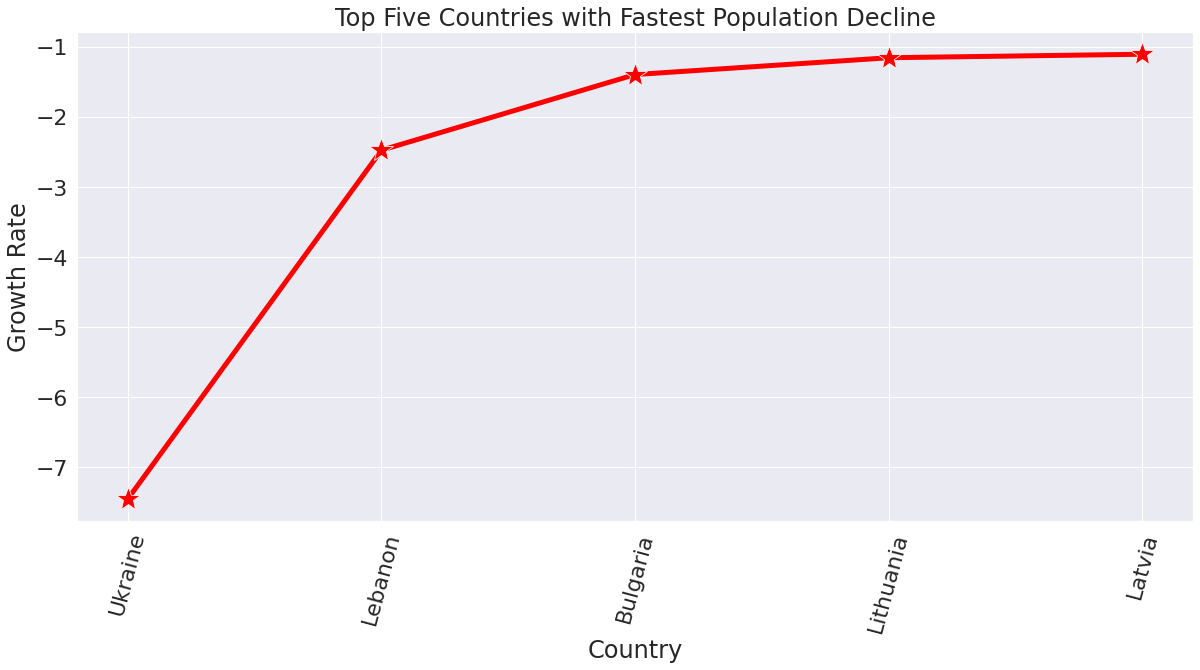 Top Five Countries with Fastest Population Decline
−1
−2
−3
−4
−5
−6
−7
Growth Rate
Ukraine
Lebanon
Bulgaria
Lithuania
Latvia
Country